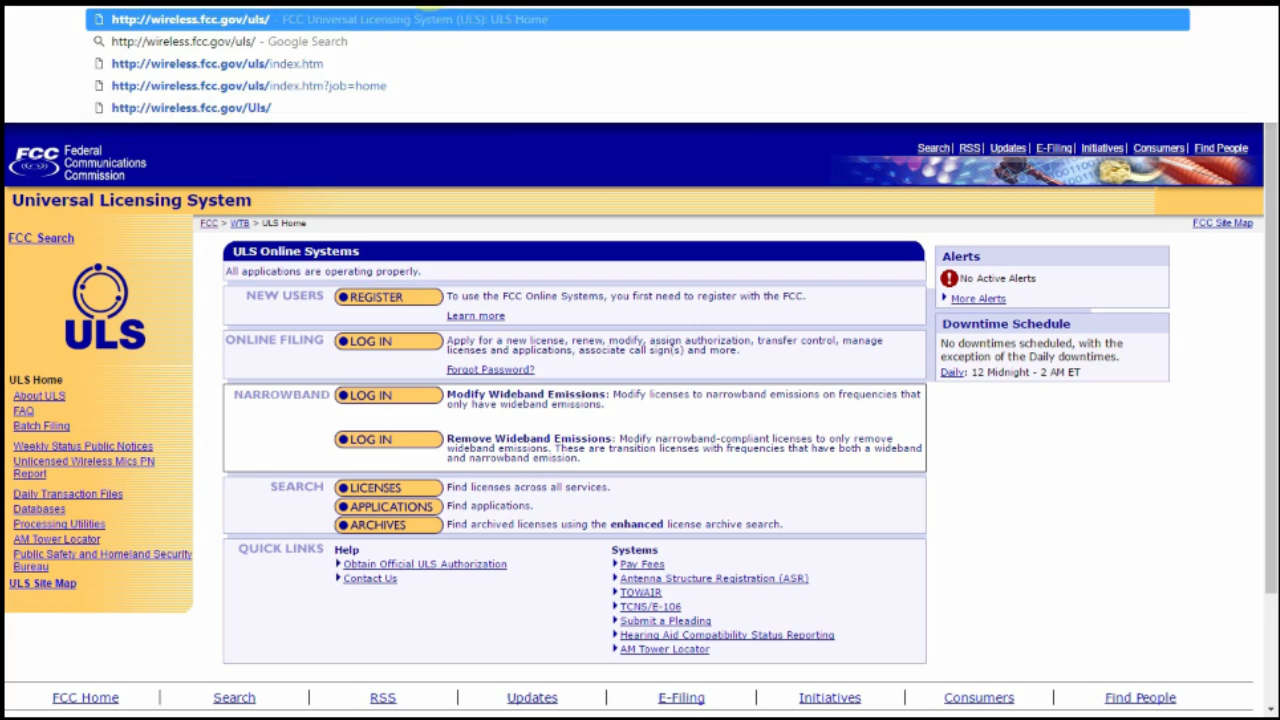 http://wireless.fcc.gov/uls/ - FCC Universal Licensing System (ULS): ULS Home
http://wireless.fcc.gov/uls/ - Google Search
http://wireless.fcc.gov/uls/index.htm
http://wireless.fcc.gov/uls/index.htm?job=home
http://wireless.fcc.gov/Uls/
FCC Federal
Communications
Commission
Search| RSS| Updates| E-Filing| Initiatives| Consumers| Find People
Universal Licensing System
FCC > WTB > ULS Home
FCC Site Map
FCC Search
ULS
ULS Home
About ULS
FAQ
Batch Filing
Weekly Status Public Notices
Unlicensed Wireless Mics PN
Report
Daily Transaction Files
Databases
Processing Utilities
AM Tower Locator
Public Safety and Homeland Security
Bureau
ULS Site Map
ULS Online Systems
All applications are operating properly.
NEW USERS REGISTER To use the FCC Online Systems, you first need to register with the FCC.
Learn more
ONLINE FILING LOG IN Apply for a new license, renew, modify, assign authorization, transfer control, manage
licenses and applications, associate call sign(s) and more.
Forgot Password?
NARROWBAND LOG IN Modify Wideband Emissions: Modify licenses to narrowband emissions on frequencies that
only have wideband emissions.
LOG IN Remove Wideband Emissions: Modify narrowband-compliant licenses to only remove
wideband emissions. These are transition licenses with frequencies that have both a wideband
and narrowband emission.
SEARCH LICENSES Find licenses across all services.
APPLICATIONS Find applications.
ARCHIVES Find archived licenses using the enhanced license archive search.
QUICK LINKS Help
Obtain Official ULS Authorization
Contact Us
Systems
Pay Fees
Antenna Structure Registration (ASR)
TOWAIR
TCNS/E-106
Submit a Pleading
Hearing Aid Compatibility Status Reporting
AM Tower Locator
Alerts
No Active Alerts
More Alerts
Downtime Schedule
No downtimes scheduled, with the
exception of the Daily downtimes.
Daily: 12 Midnight - 2 AM ET
FCC Home | Search | RSS | Updates | E-Filing | Initiatives | Consumers | Find People